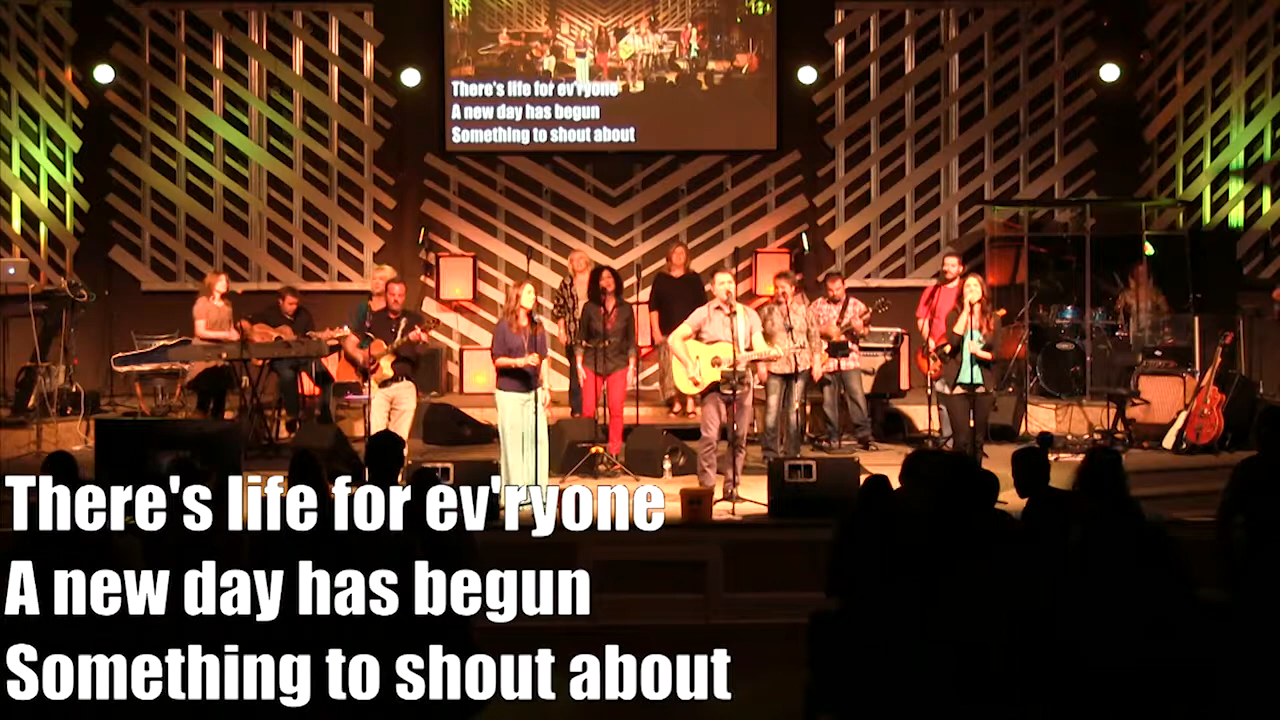 There's life for ev'ryone
A new day has begun
Something to shout about
There's life for ev'ryone
A new day has begun
Something to shout about